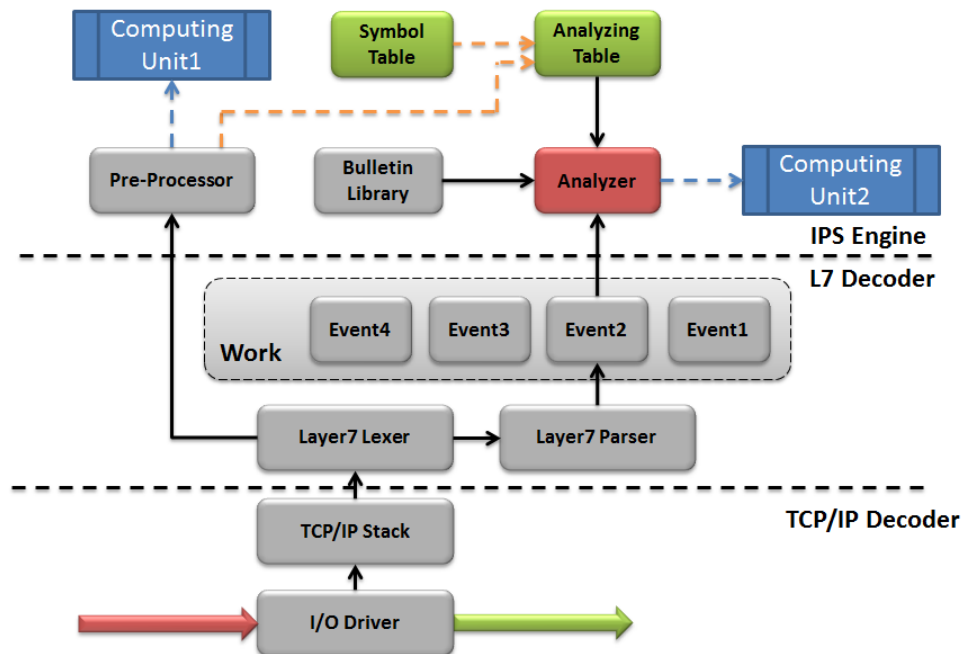 Computing
Unit1
Symbol
Table
Analyzing
Table
Pre-Processor
Bulletin
Library
Analyzer
Computing
Unit2
IPS Engine
L7 Decoder
Work
Event4
Event3
Event2
Event1
Layer7 Lexer
Layer7 Parser
TCP/IP Stack
TCP/IP Decoder
I/O Driver